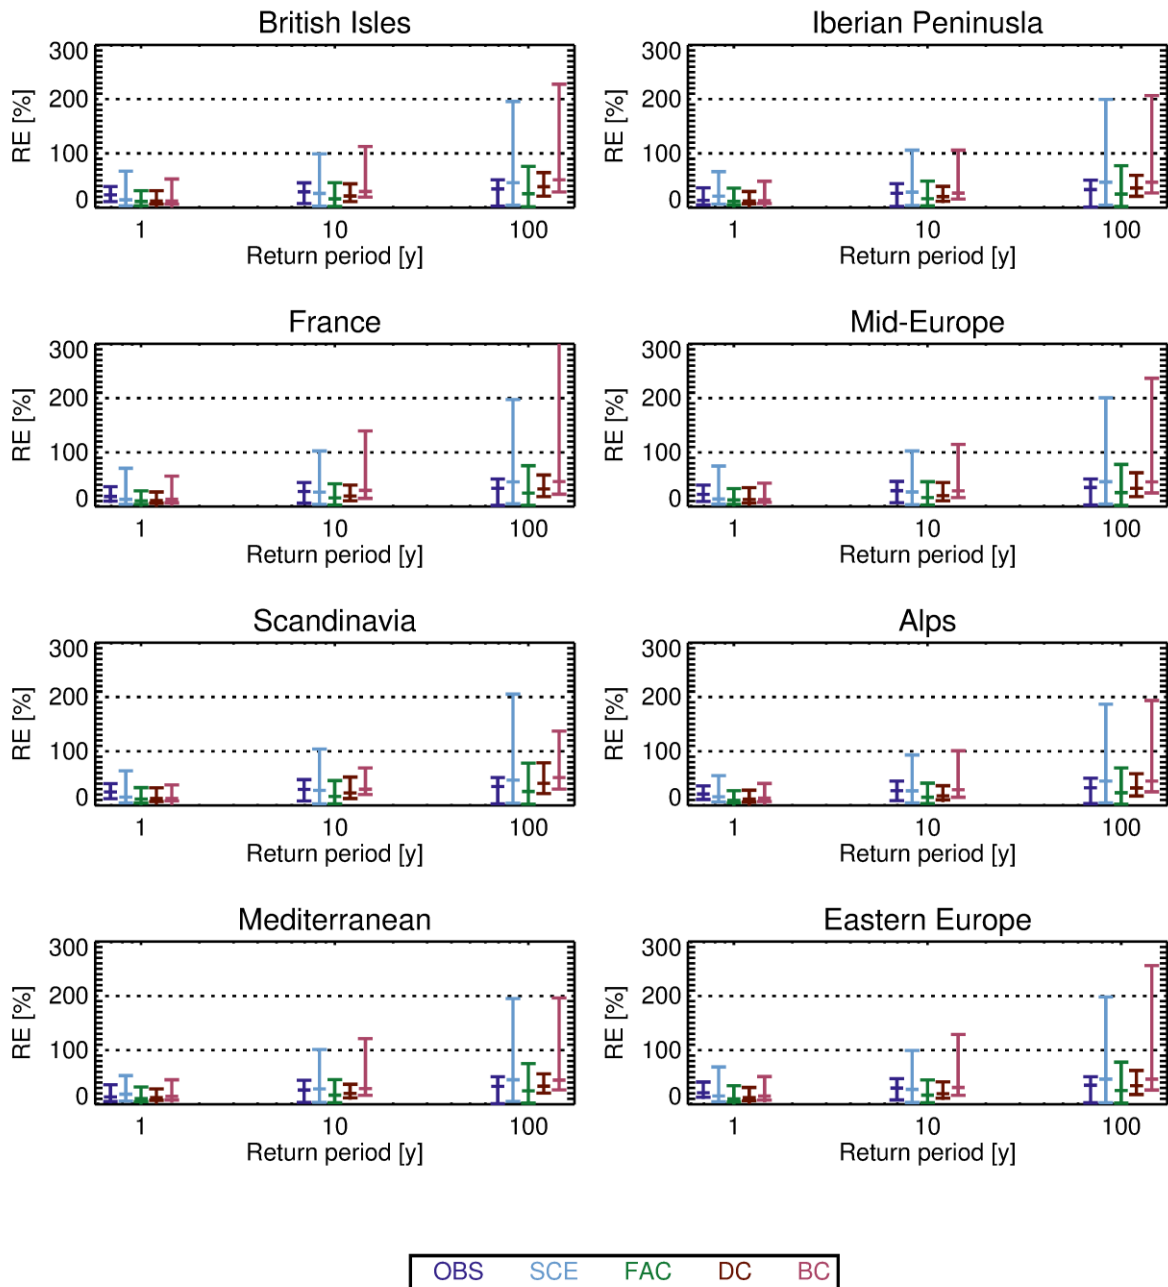 British Isles
Iberian Peninusla
300
200
100
0
RE [%]
1 10 100
Return period [y]
300
200
100
0
RE [%]
1 10 100
Return period [y]
France
Mid-Europe
300
200
100
0
RE [%]
1 10 100
Return period [y]
300
200
100
0
RE [%]
1 10 100
Return period [y]
Scandinavia
Alps
300
200
100
0
RE [%]
1 10 100
Return period [y]
300
200
100
0
RE [%]
1 10 100
Return period [y]
Mediterranean
Eastern Europe
300
200
100
0
RE [%]
1 10 100
Return period [y]
300
200
100
0
RE [%]
1 10 100
Return period [y]
OBS SCE FAC DC BC